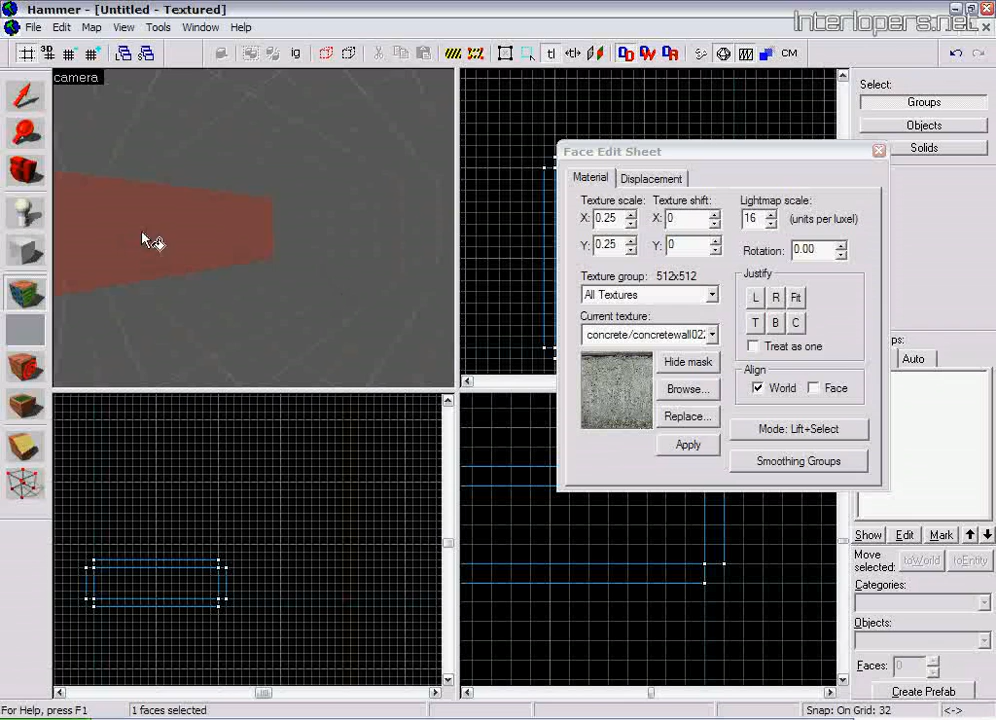 Hammer - [Untitled - Textured]
Interlopers.net
File Edit Map View Tools Window Help
3D ig tl CM
camera
Select:
Groups
Objects
Solids
Face Edit Sheet
Material Displacement
Texture scale: Texture shift: Lightmap scale:
X: 0.25 X: 0 16 (units per luxel)
Y: 0.25 Y: 0 Rotation: 0.00
Texture group: 512x512 Justify
All Textures L R Fit
Current texture: T B C
concrete/concretewall02 Treat as one
Hide mask
Align
Browse... World Face
Replace... Mode: Lift+Select
Apply
Smoothing Groups
ps:
Auto
Show Edit Mark
Move
selected: toWorld toEntity
Categories:
Objects:
Faces: 0
Create Prefab
For Help, press F1 1 faces selected Snap: On Grid: 32 <->